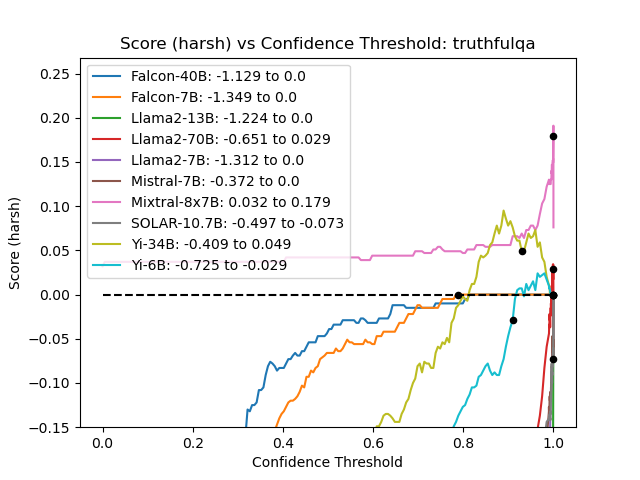 Score (harsh) vs Confidence Threshold: truthfulqa
Score (harsh)
0.25
0.20
0.15
0.10
0.05
0.00
−0.05
−0.10
−0.15
Falcon-40B: -1.129 to 0.0
Falcon-7B: -1.349 to 0.0
Llama2-13B: -1.224 to 0.0
Llama2-70B: -0.651 to 0.029
Llama2-7B: -1.312 to 0.0
Mistral-7B: -0.372 to 0.0
Mixtral-8x7B: 0.032 to 0.179
SOLAR-10.7B: -0.497 to -0.073
Yi-34B: -0.409 to 0.049
Yi-6B: -0.725 to -0.029
0.0 0.2 0.4 0.6 0.8 1.0
Confidence Threshold